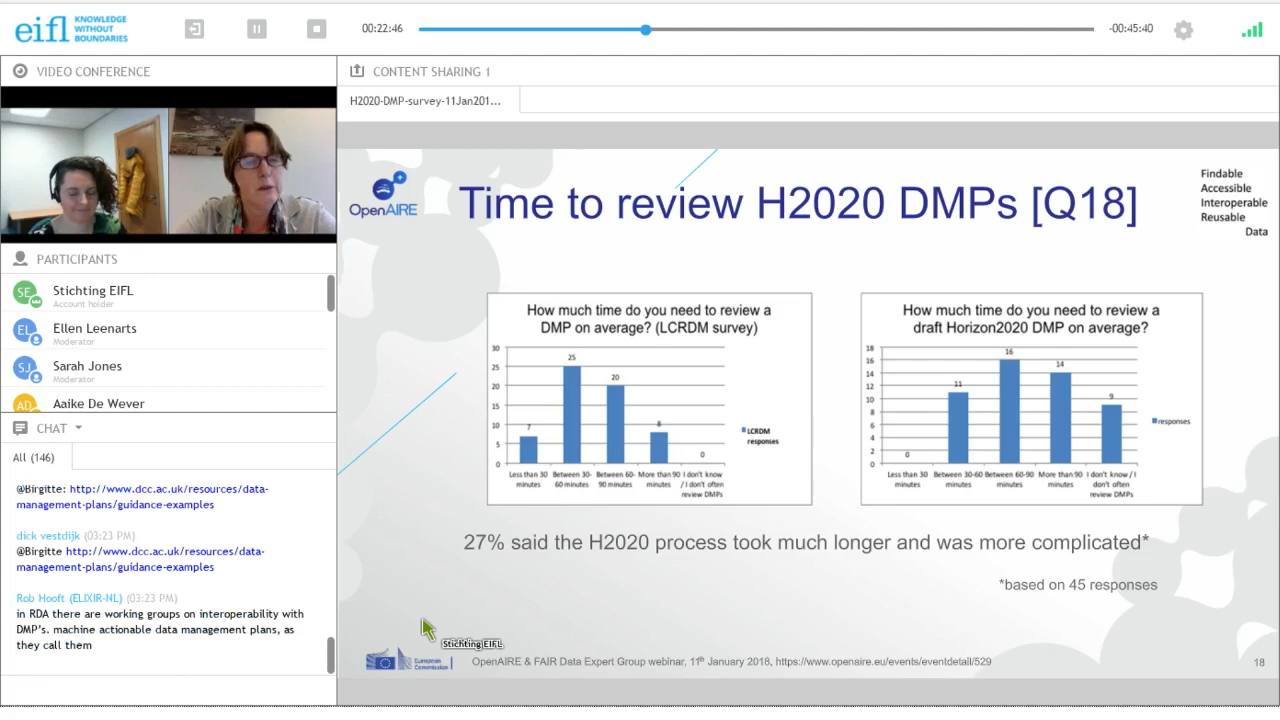 eifl KNOWLEDGE
WITHOUT
BOUNDARIES
00:22:46
-00:45:40
VIDEO CONFERENCE
CONTENT SHARING 1
H2020-DMP-survey-11Jan201...
PARTICIPANTS
SE Stichting EIFL
Account holder
EL Ellen Leenarts
Moderator
SJ Sarah Jones
Moderator
AD Aaike De Wever
CHAT
All (146)
@Birgitte: http://www.dcc.ac.uk/resources/data-
management-plans/guidance-examples
dick vestdijk (03:23 PM)
@Birgitte http://www.dcc.ac.uk/resources/data-
management-plans/guidance-examples
Rob Hooft (ELIXIR-NL) (03:23 PM)
in RDA there are working groups on interoperability with
DMP's. machine actionable data management plans, as
they call them
OpenAIRE
Time to review H2020 DMPs [Q18]
Findable
Accessible
Interoperable
Reusable
Data
How much time do you need to review a
DMP on average? (LCRDM survey)
30
25
20
15
10
5
0
7
25
20
8
0
Less than 30
minutes
Between 30-
60 minutes
Between 60-
90 minutes
More than 90
minutes
I don't know
/ I don't often
review DMPs
LCRDM
responses
How much time do you need to review a
draft Horizon2020 DMP on average?
18
16
14
12
10
8
6
4
2
0
0
11
16
14
9
Less than 30
minutes
Between 30-60
minutes
Between 60-90
minutes
More than 90
minutes
I don't know / I
don't often
review DMPs
responses
27% said the H2020 process took much longer and was more complicated*
*based on 45 responses
Stichting EIFL
European
Commission
OpenAIRE & FAIR Data Expert Group webinar, 11th January 2018, https://www.openaire.eu/events/eventdetail/529
18